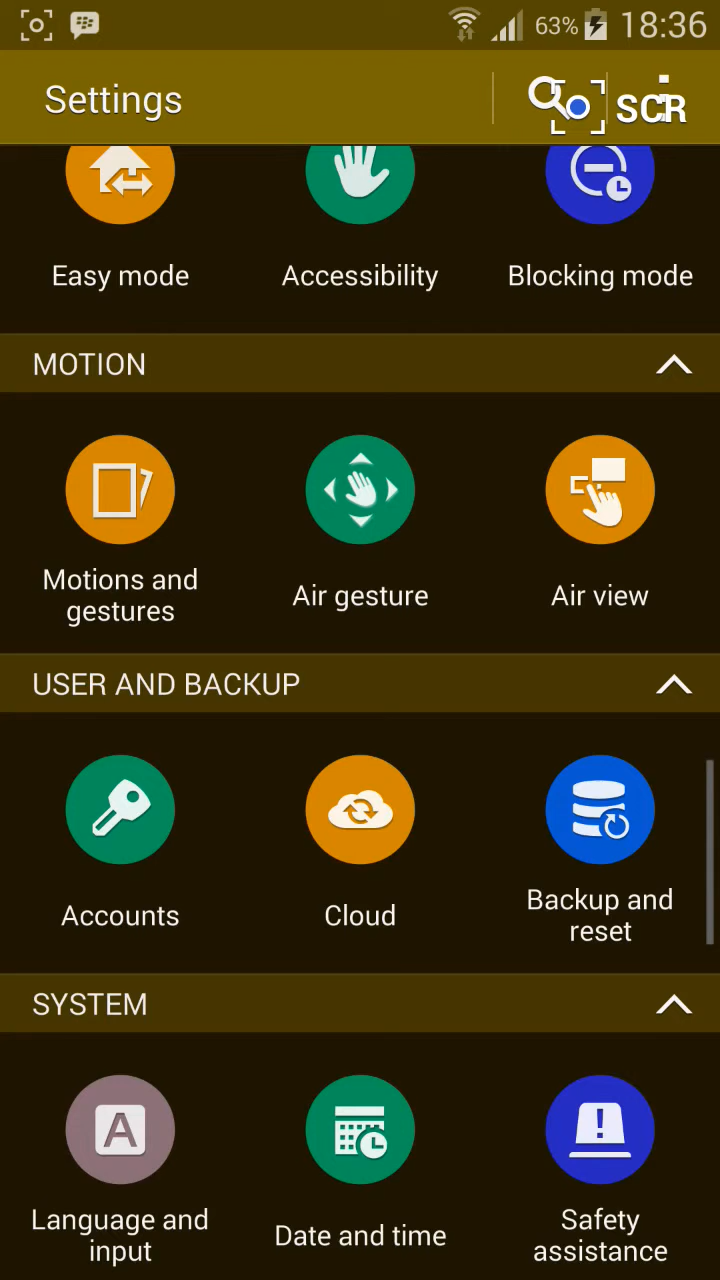 63% 18:36
Settings
SCR
Easy mode Accessibility Blocking mode
MOTION
Motions and
gestures
Air gesture
Air view
USER AND BACKUP
Accounts
Cloud
Backup and
reset
SYSTEM
A
Language and
input
Date and time
Safety
assistance